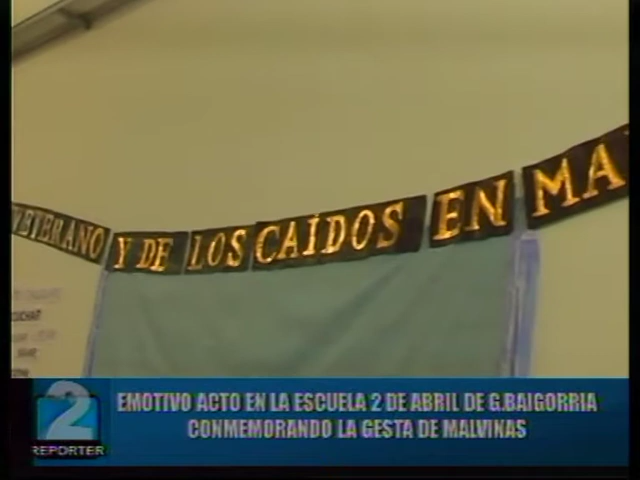 VETERANO Y DE LOS CAÍDOS EN MA
2
REPORTER
EMOTIVO ACTO EN LA ESCUELA 2 DE ABRIL DE G.BAIGORRIA
CONMEMORANDO LA GESTA DE MALVINAS